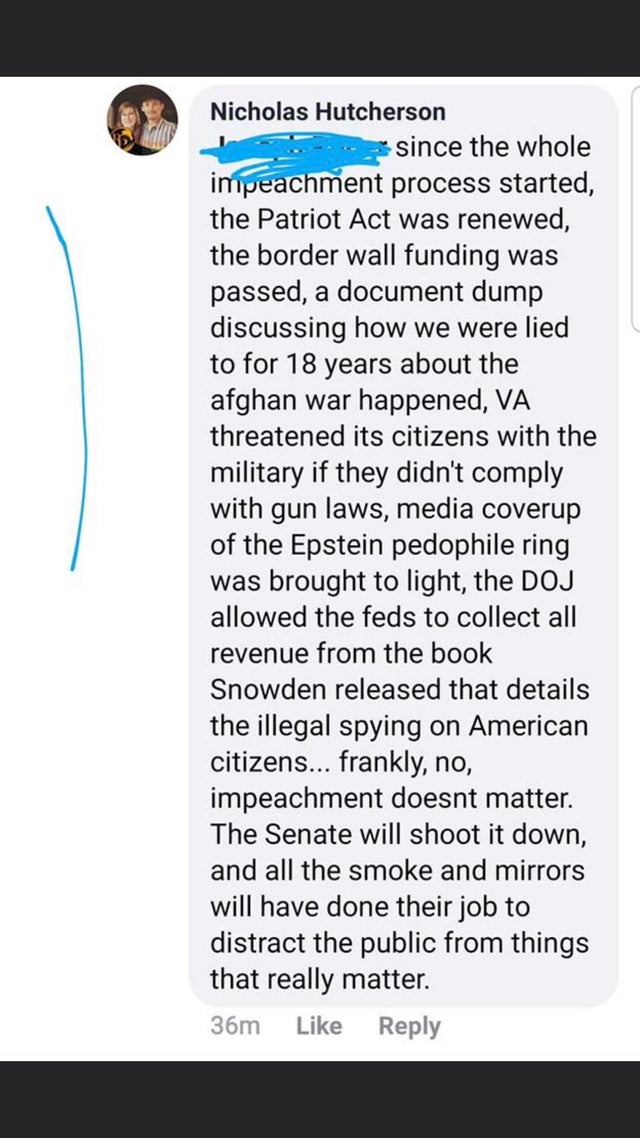 Nicholas Hutcherson
since the whole
impeachment process started,
the Patriot Act was renewed,
the border wall funding was
passed, a document dump
discussing how we were lied
to for 18 years about the
afghan war happened, VA
threatened its citizens with the
military if they didn't comply
with gun laws, media coverup
of the Epstein pedophile ring
was brought to light, the DOJ
allowed the feds to collect all
revenue from the book
Snowden released that details
the illegal spying on American
citizens... frankly, no,
impeachment doesnt matter.
The Senate will shoot it down,
and all the smoke and mirrors
will have done their job to
distract the public from things
that really matter.
36m Like Reply